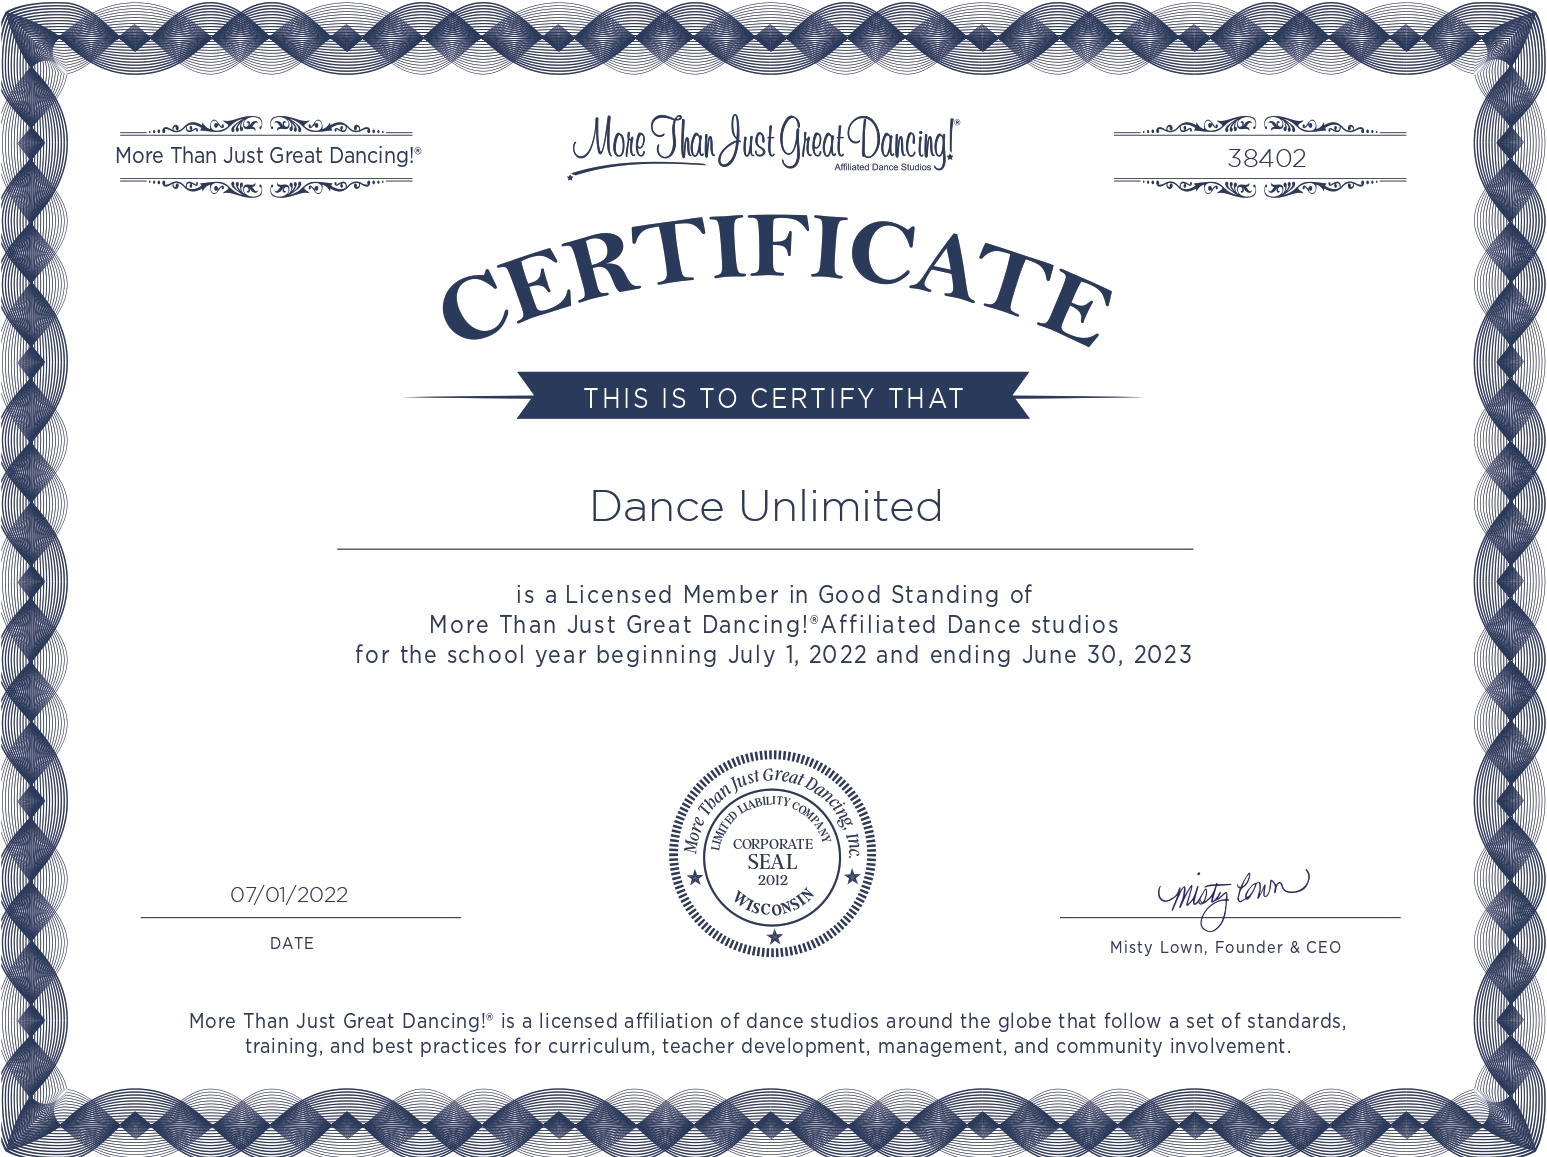 More Than Just Great Dancing!®
More Than Just Great Dancing!®
Affiliated Dance Studios
38402
CERTIFICATE
THIS IS TO CERTIFY THAT
Dance Unlimited
is a Licensed Member in Good Standing of
More Than Just Great Dancing!® Affiliated Dance studios
for the school year beginning July 1, 2022 and ending June 30, 2023
More Than Just Great Dancing, Inc.
LIMITED LIABILITY COMPANY
CORPORATE
SEAL
2012
WISCONSIN
07/01/2022
DATE
Misty Lown
Misty Lown, Founder & CEO
More Than Just Great Dancing!® is a licensed affiliation of dance studios around the globe that follow a set of standards,
training, and best practices for curriculum, teacher development, management, and community involvement.